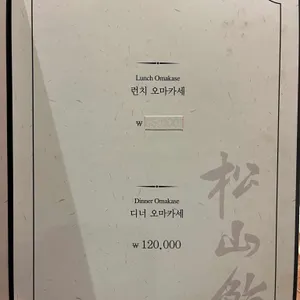 Lunch Omakase
런치 오마카세
₩
Dinner Omakase
디너 오마카세
₩ 120,000
松山